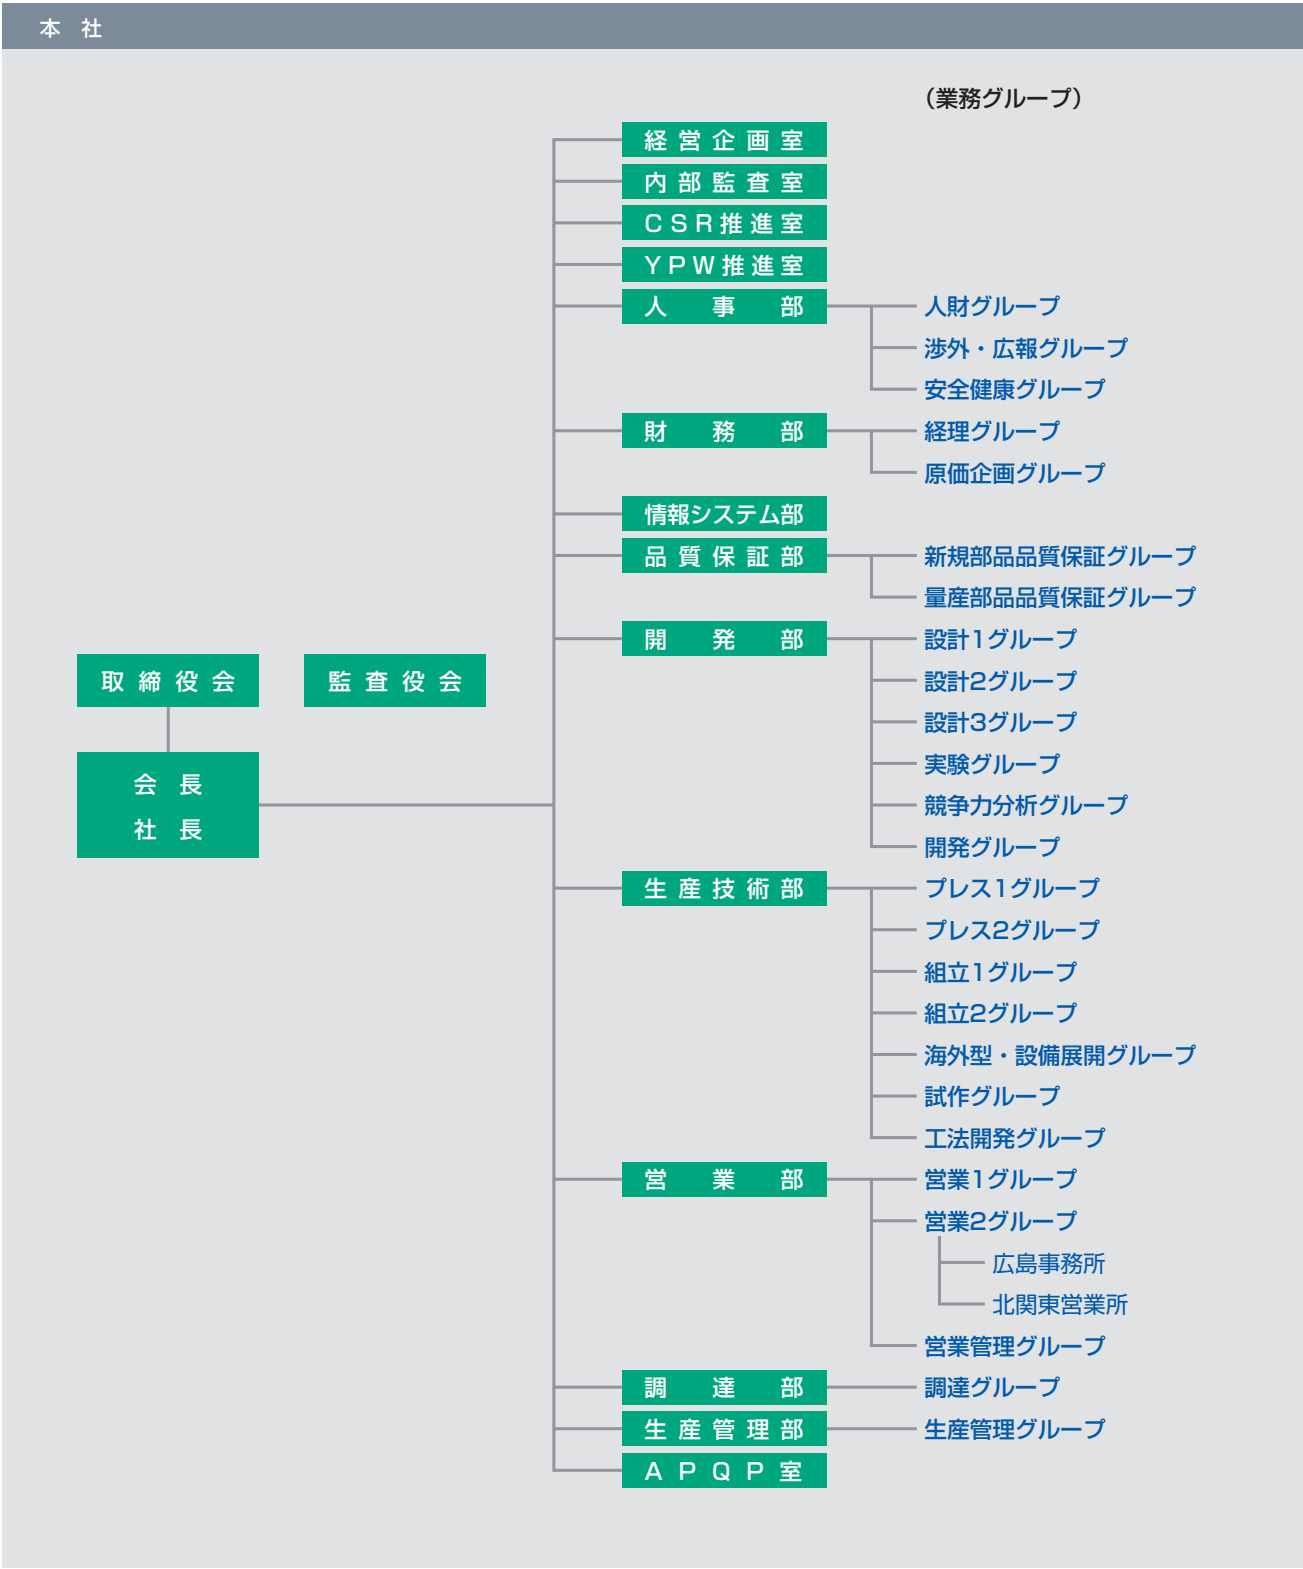 本社
（業務グループ）
経営企画室
内部監査室
CSR推進室
YPW推進室
人事部
人財グループ
渉外・広報グループ
安全健康グループ
財務部
経理グループ
原価企画グループ
情報システム部
品質保証部
新規部品品質保証グループ
量産部品品質保証グループ
開発部
設計1グループ
設計2グループ
設計3グループ
実験グループ
競争力分析グループ
開発グループ
取締役会
監査役会
会長
社長
生産技術部
プレス1グループ
プレス2グループ
組立1グループ
組立2グループ
海外型・設備展開グループ
試作グループ
工法開発グループ
営業部
営業1グループ
営業2グループ
広島事務所
北関東営業所
営業管理グループ
調達部
調達グループ
生産管理部
生産管理グループ
APQP室